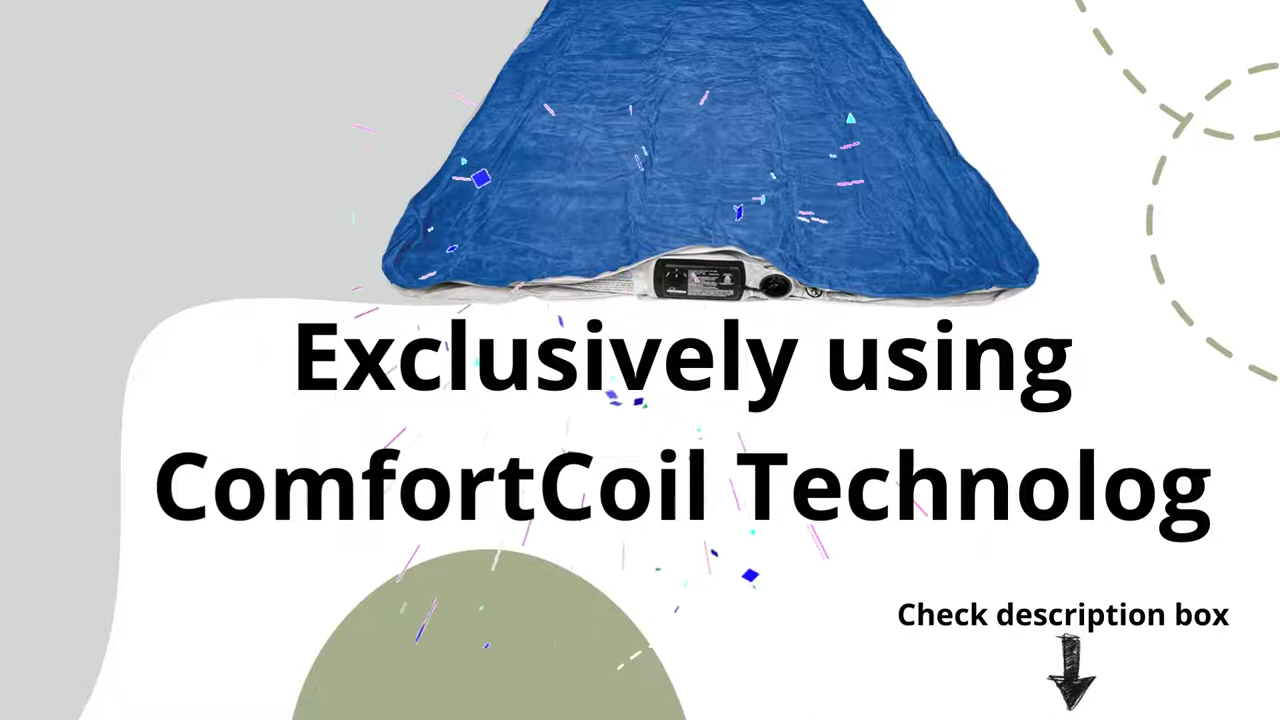 Exclusively using
ComfortCoil Technolog
Check description box